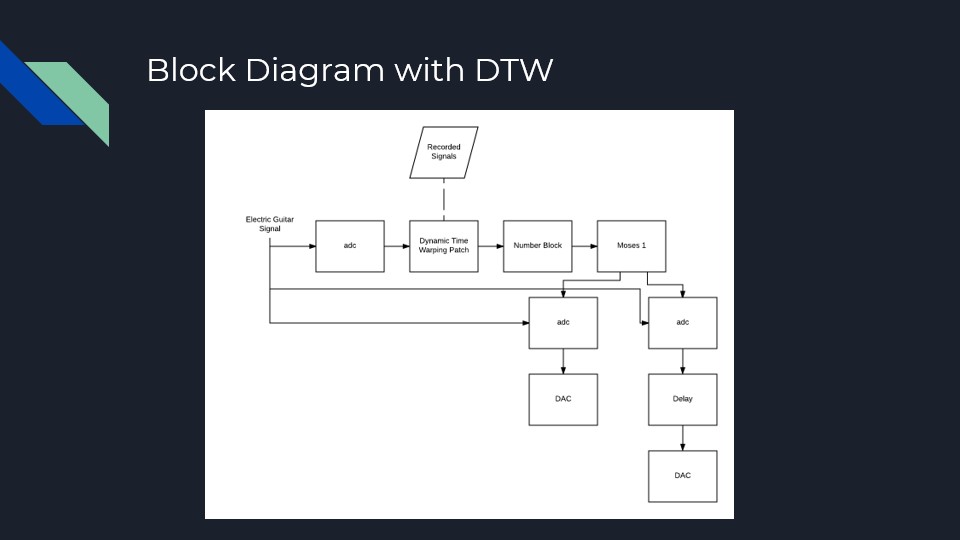 Block Diagram with DTW
Recorded
Signals
Electric Guitar
Signal
adc
Dynamic Time
Warping Patch
Number Block
Moses 1
adc
adc
DAC
Delay
DAC